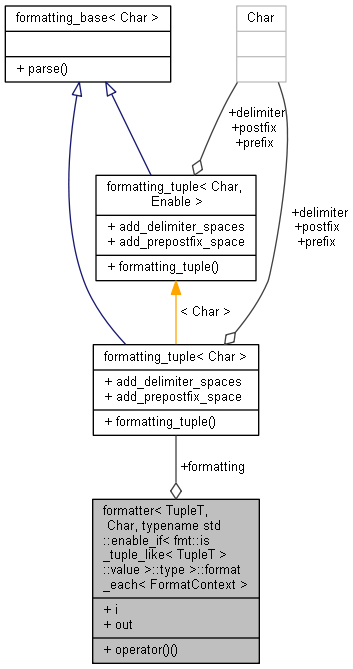 formatting_base< Char >
+ parse()
Char
+delimiter
+postfix
+prefix
formatting_tuple< Char,
Enable >
+ add_delimiter_spaces
+ add_prepostfix_space
+ formatting_tuple()
+delimiter
+postfix
+prefix
< Char >
formatting_tuple< Char >
+ add_delimiter_spaces
+ add_prepostfix_space
+ formatting_tuple()
+formatting
formatter< TupleT,
Char, typename std
::enable_if< fmt::is
_tuple_like< TupleT >
::value >::type >::format
_each< FormatContext >
+ i
+ out
+ operator()()